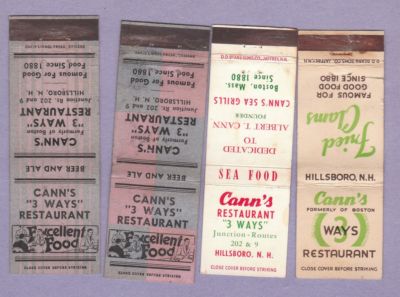 Famous For Good
Food Since 1880
Junction Rt. 202 and 9
HILLSBORO, N. H.
"3 WAYS"
RESTAURANT
CANN'S
Formerly of Boston
BEER AND ALE
CANN'S
"3 WAYS"
RESTAURANT
Excellent
Food
CLOSE COVER BEFORE STRIKING
Famous For Good
Food Since 1880
Junction Rt. 202 and 9
HILLSBORO, N. H.
"3 WAYS"
RESTAURANT
CANN'S
Formerly of Boston
BEER AND ALE
CANN'S
"3 WAYS"
RESTAURANT
Excellent
Food
CLOSE COVER BEFORE STRIKING
DEDICATED
TO
ALBERT T. CANN
FOUNDER
CANN'S SEA GRILLS
Boston, Mass.
SINCE 1880
SEA FOOD
Cann's
RESTAURANT
"3 WAYS"
Junction-Routes
202 & 9
HILLSBORO, N. H.
CLOSE COVER BEFORE STRIKING
Fried
Clams
FAMOUS FOR
GOOD FOOD
SINCE 1880
HILLSBORO, N.H.
Cann's
FORMERLY OF BOSTON
3
WAYS
RESTAURANT
CLOSE COVER BEFORE STRIKING